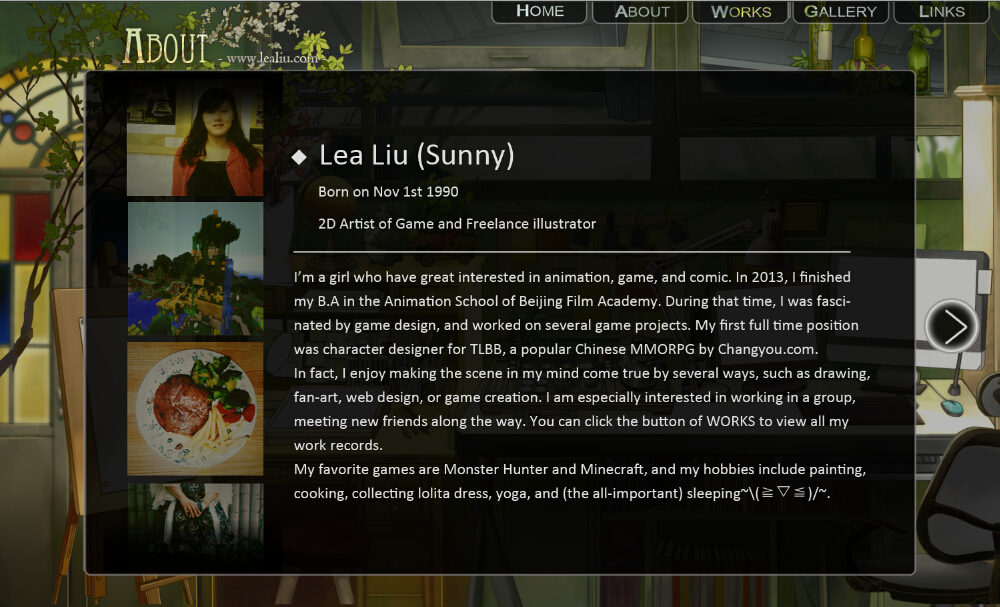 HOME ABOUT WORKS GALLERY LINKS
ABOUT - www.lealiu.com -
◆ Lea Liu (Sunny)
Born on Nov 1st 1990
2D Artist of Game and Freelance illustrator
I'm a girl who have great interested in animation, game, and comic. In 2013, I finished
my B.A in the Animation School of Beijing Film Academy. During that time, I was fasci-
nated by game design, and worked on several game projects. My first full time position
was character designer for TLBB, a popular Chinese MMORPG by Changyou.com.
In fact, I enjoy making the scene in my mind come true by several ways, such as drawing,
fan-art, web design, or game creation. I am especially interested in working in a group,
meeting new friends along the way. You can click the button of WORKS to view all my
work records.
My favorite games are Monster Hunter and Minecraft, and my hobbies include painting,
cooking, collecting lolita dress, yoga, and (the all-important) sleeping~\(≧▽≦)/~.